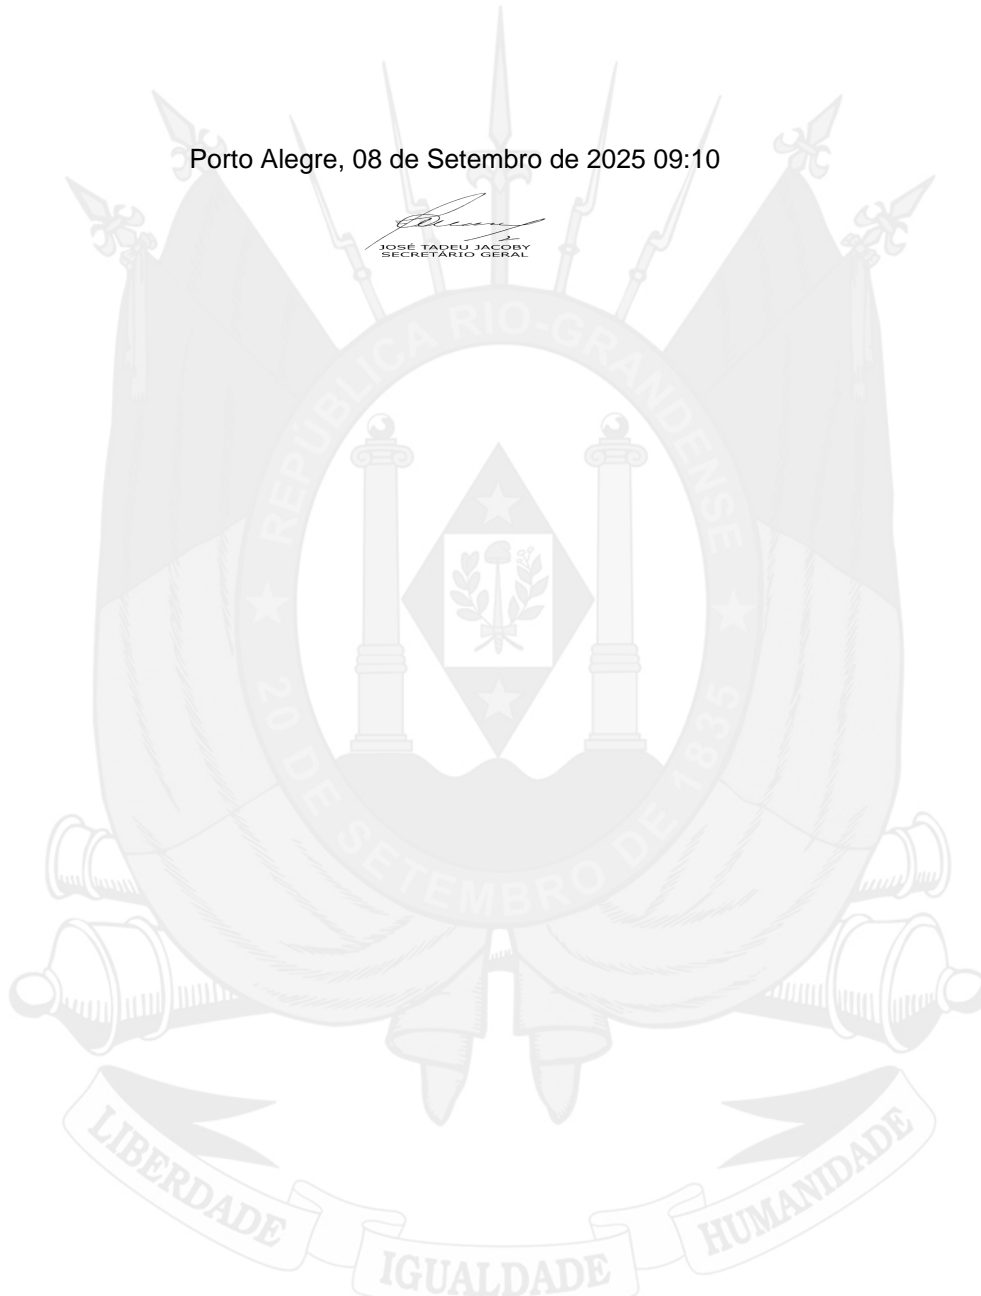 Porto Alegre, 08 de Setembro de 2025 09:10
JOSÉ TADEU JACOBY
SECRETÁRIO GERAL
REPÚBLICA RIO-GRANDENSE
20 DE SETEMBRO DE 1835
LIBERDADE
IGUALDADE
HUMANIDADE